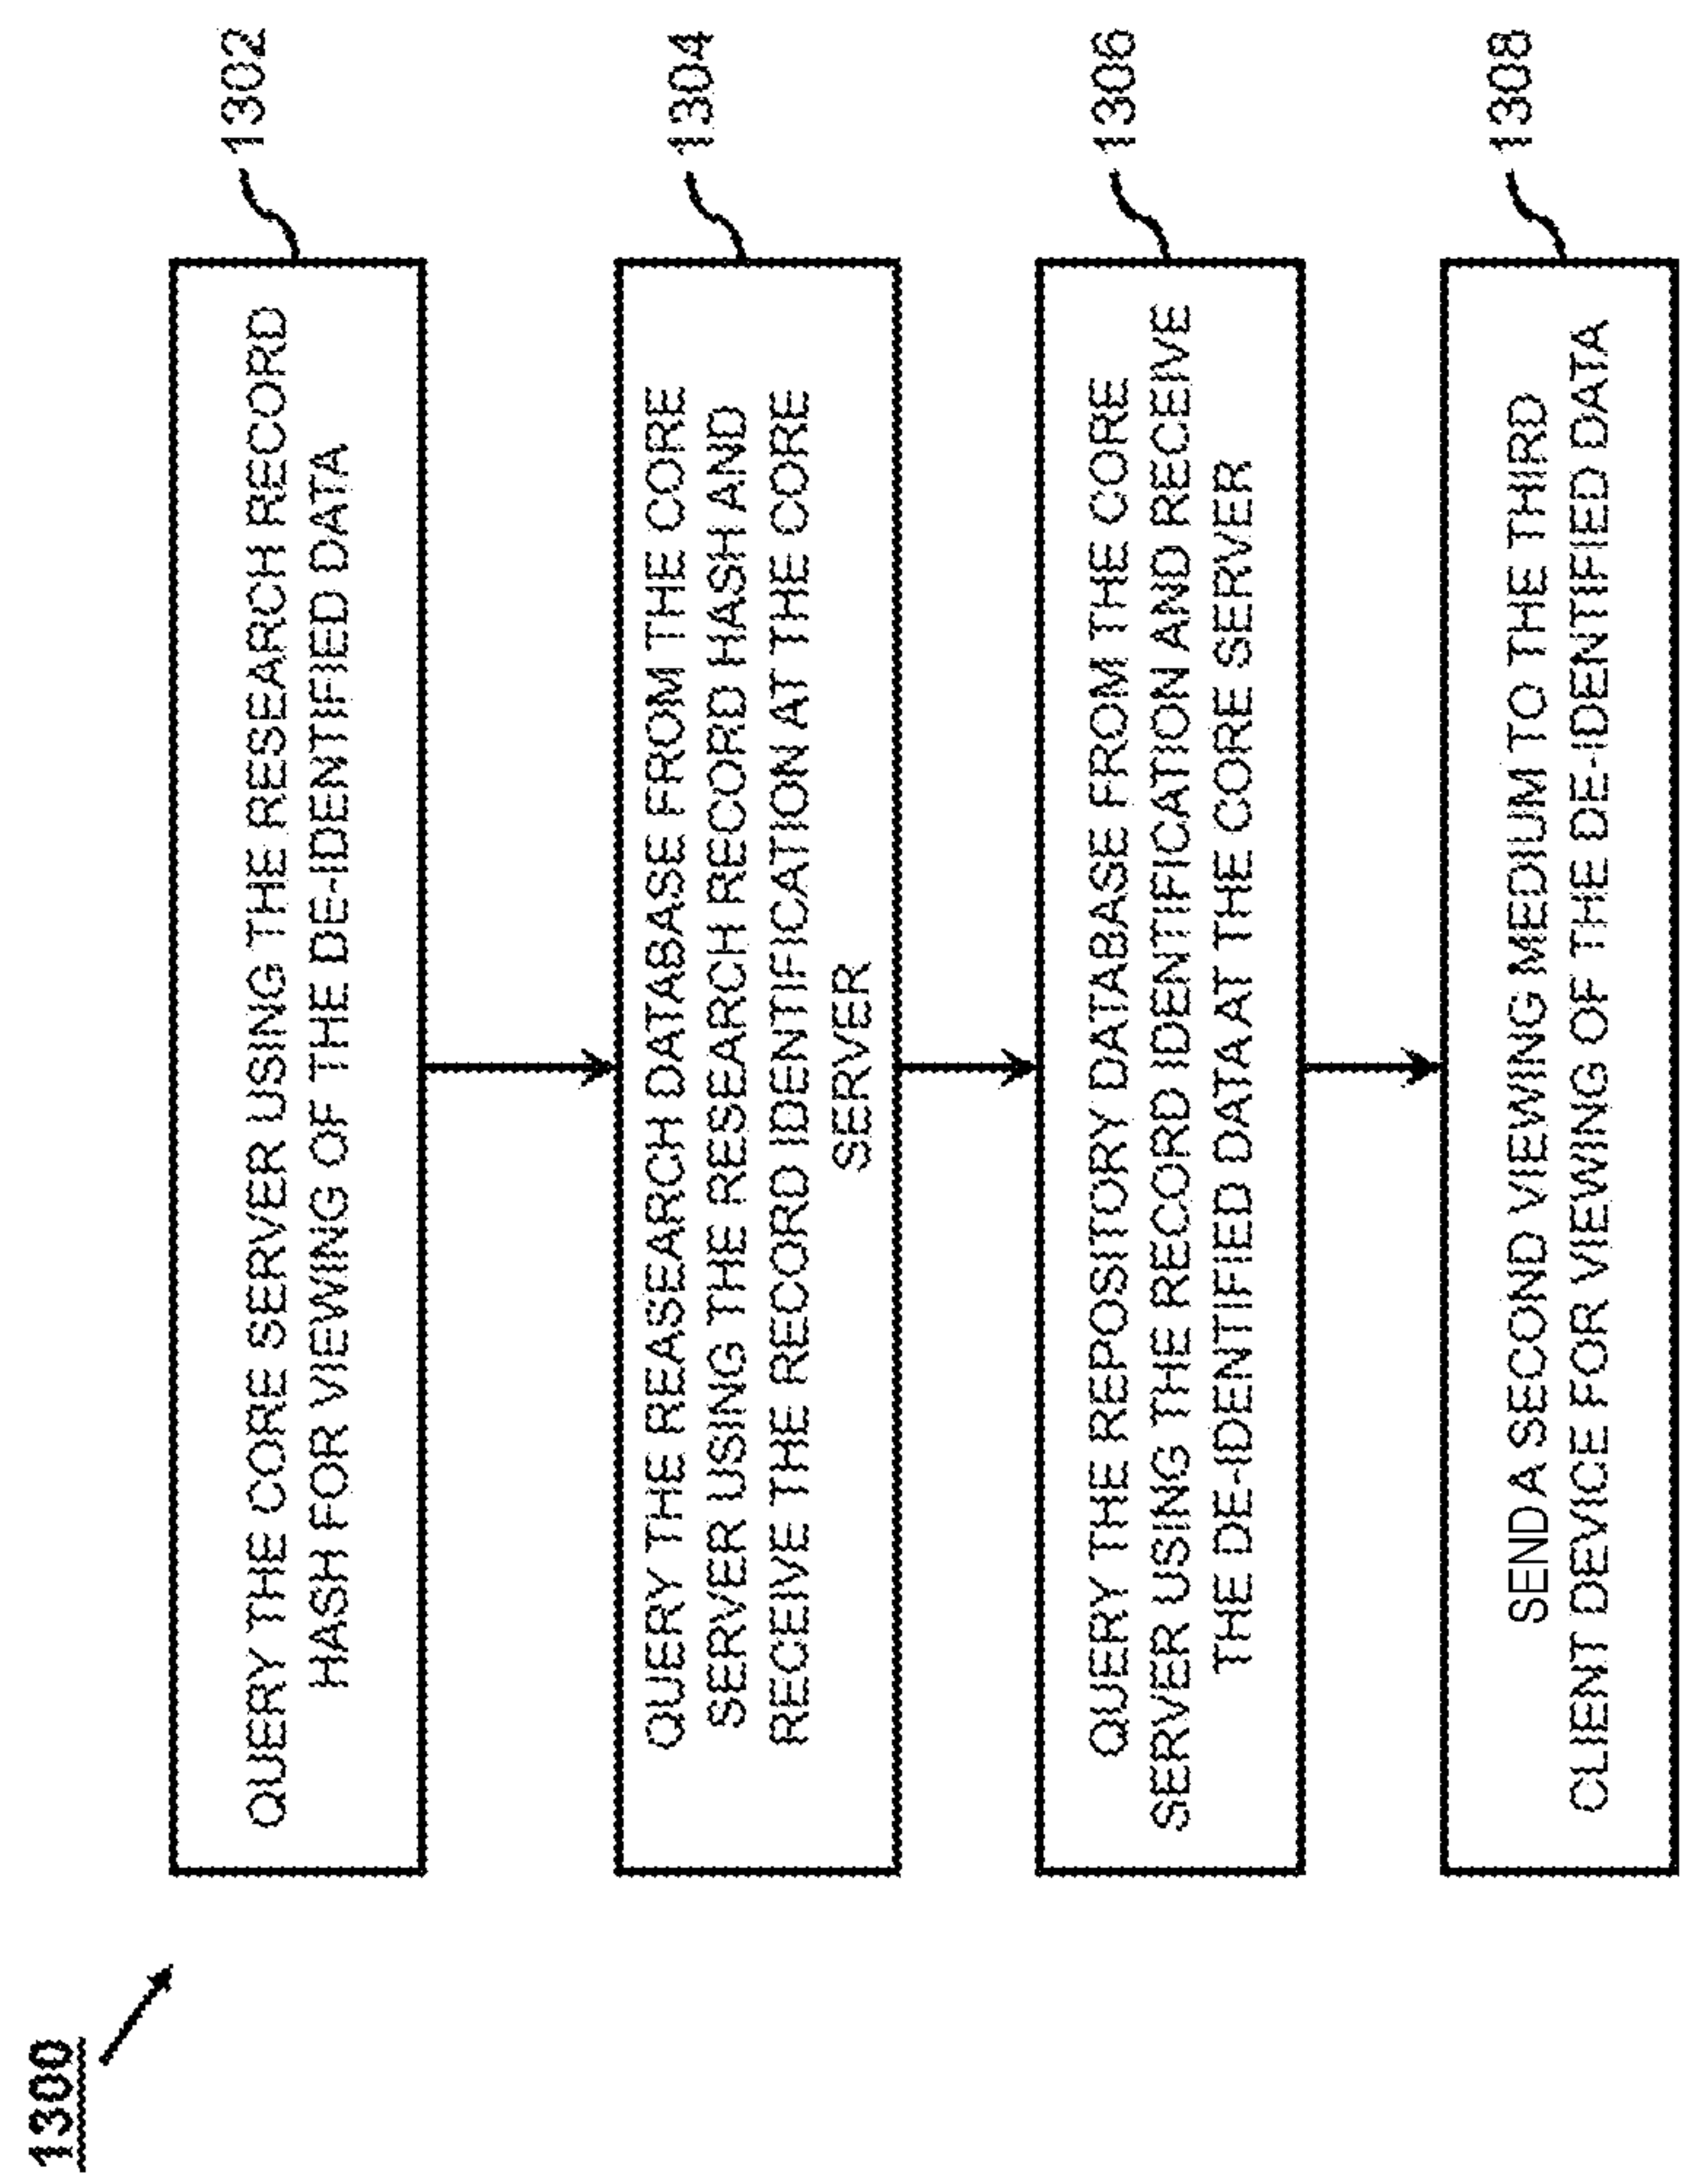 1300
QUERY THE CORE SERVER USING THE RESEARCH RECORD
HASH FOR VIEWING OF THE DE-IDENTIFIED DATA
1302
QUERY THE REASEARCH DATABASE FROM THE CORE
SERVER USING THE RESEARCH RECORD HASH AND
RECEIVE THE RECORD IDENTIFICATION AT THE CORE
SERVER
1304
QUERY THE REPOSITORY DATABASE FROM THE CORE
SERVER USING THE RECORD IDENTIFICATION AND RECEIVE
THE DE-IDENTIFIED DATA AT THE CORE SERVER
1306
SEND A SECOND VIEWING MEDIUM TO THE THIRD
CLIENT DEVICE FOR VIEWING OF THE DE-IDENTIFIED DATA
1308